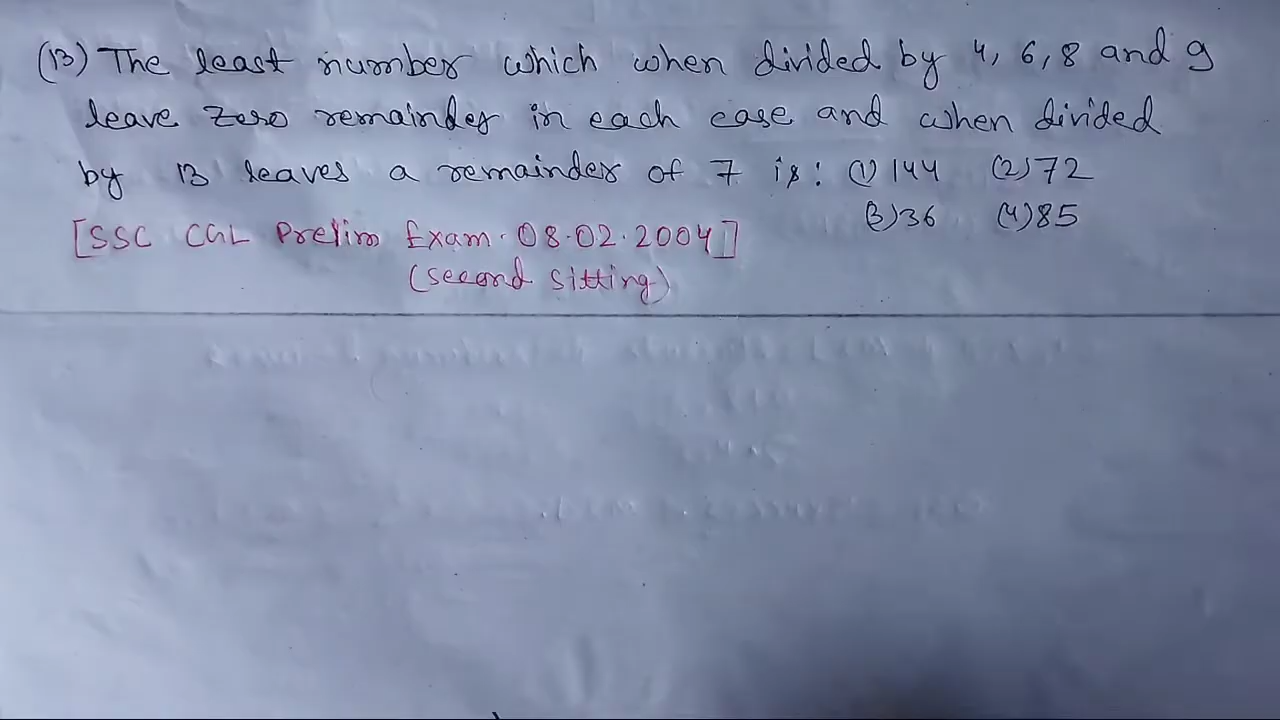 (13) The least number which when divided by 4, 6, 8 and 9
leave zero remainder in each case and when divided
by 13 leaves a remainder of 7 is: (1) 144 (2) 72
(3) 36 (4) 85
[SSC CGL Prelim Exam. 08.02.2004]
(Second Sitting)